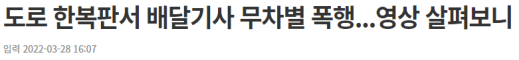 도로 한복판서 배달기사 무차별 폭행...영상 살펴보니
입력 2022-03-28 16:07